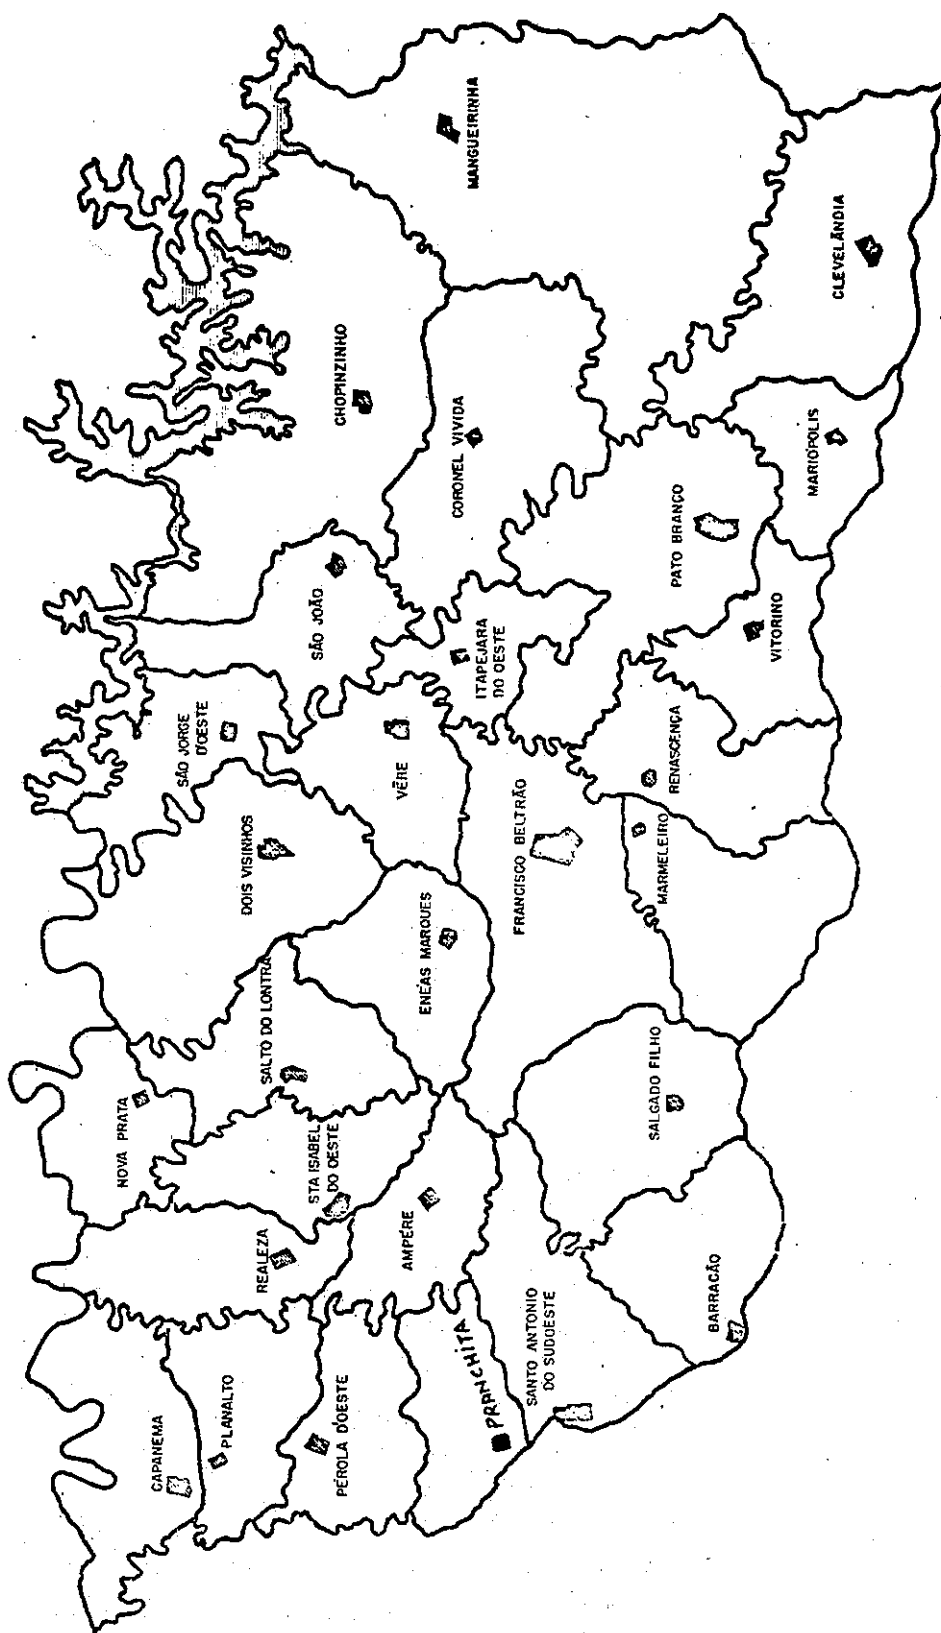 MANGUEIRINHA
CLEVELÂNDIA
CHOPINZINHO
CORONEL VIVIDA
MARIÓPOLIS
PATO BRANCO
VITORINO
SÃO JOÃO
ITAPEJARA
DO OESTE
SÃO JORGE
D'OESTE
VÊRE
RENASCENÇA
DOIS VISINHOS
FRANCISCO BELTRÃO
MARMELEIRO
ENÉAS MARQUES
SALTO DO LONTRA
NOVA PRATA
STA ISABEL
DO OESTE
SALGADO FILHO
REALEZA
AMPÉRE
BARRACÃO
CAPANEMA
PLANALTO
PÉROLA D'OESTE
PRANCHITA
SANTO ANTONIO
DO SUDOESTE